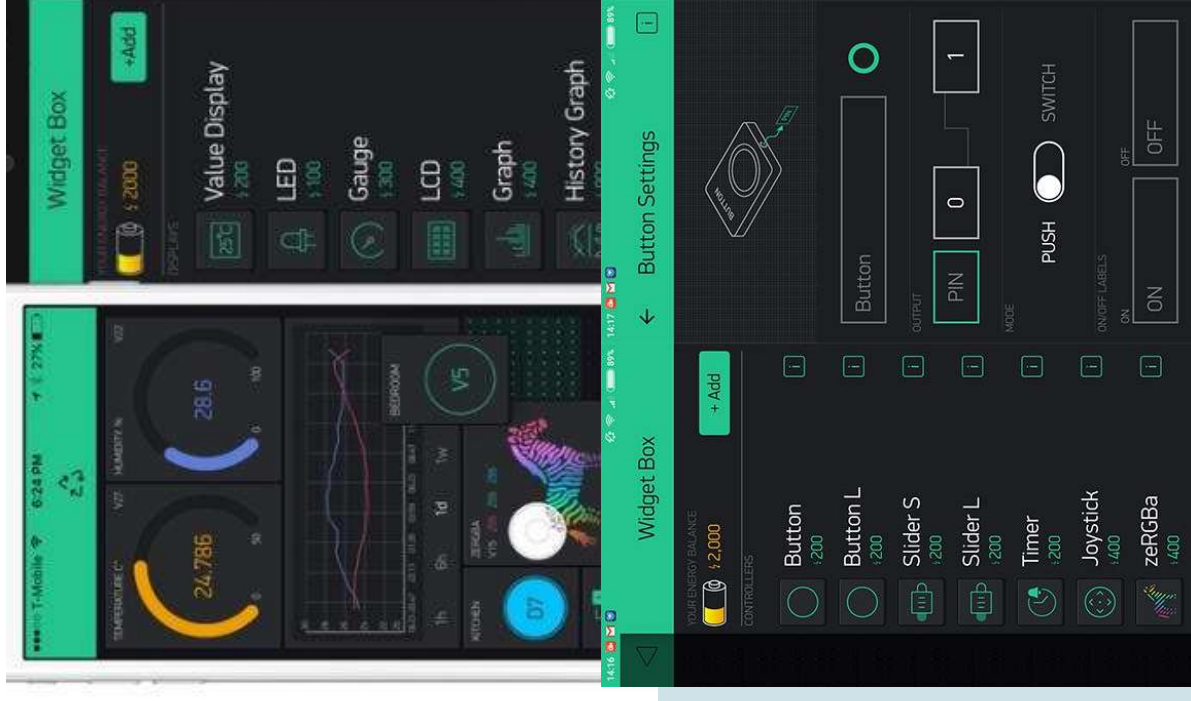 ●●●○○ T-Mobile 6:24 PM 27%
TEMPERATURE C° V27
24.786
0 50
HUMIDITY % V22
28.6
0 100
1h 6h 1d 1w
KITCHEN
D7
ZERGBA
V15
BEDROOM
V5
Widget Box
YOUR ENERGY BALANCE
2000
+Add
DISPLAYS
25°C
Value Display
200
LED
100
Gauge
300
LCD
400
Graph
400
History Graph
14:16 89%
Widget Box
YOUR ENERGY BALANCE
2,000
+ Add
CONTROLLERS
Button
200
Button L
200
Slider S
200
Slider L
200
Timer
200
Joystick
400
zeRGBa
400
14:17 89%
← Button Settings
BUTTON
PIN
Button
OUTPUT
PIN 0 1
MODE
PUSH SWITCH
ON/OFF LABELS
ON OFF
ON OFF